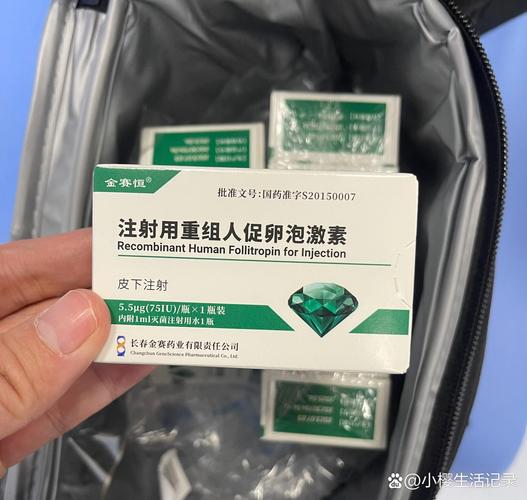 金赛恒®
批准文号:国药准字S20150007
注射用重组人促卵泡激素
Recombinant Human Follitropin for Injection
皮下注射
5.5μg(75IU)/瓶×1瓶装
内附1ml灭菌注射用水1瓶
长春金赛药业有限责任公司
Changchun GeneScience Pharmaceutical Co., Ltd.
@小樱生活记录